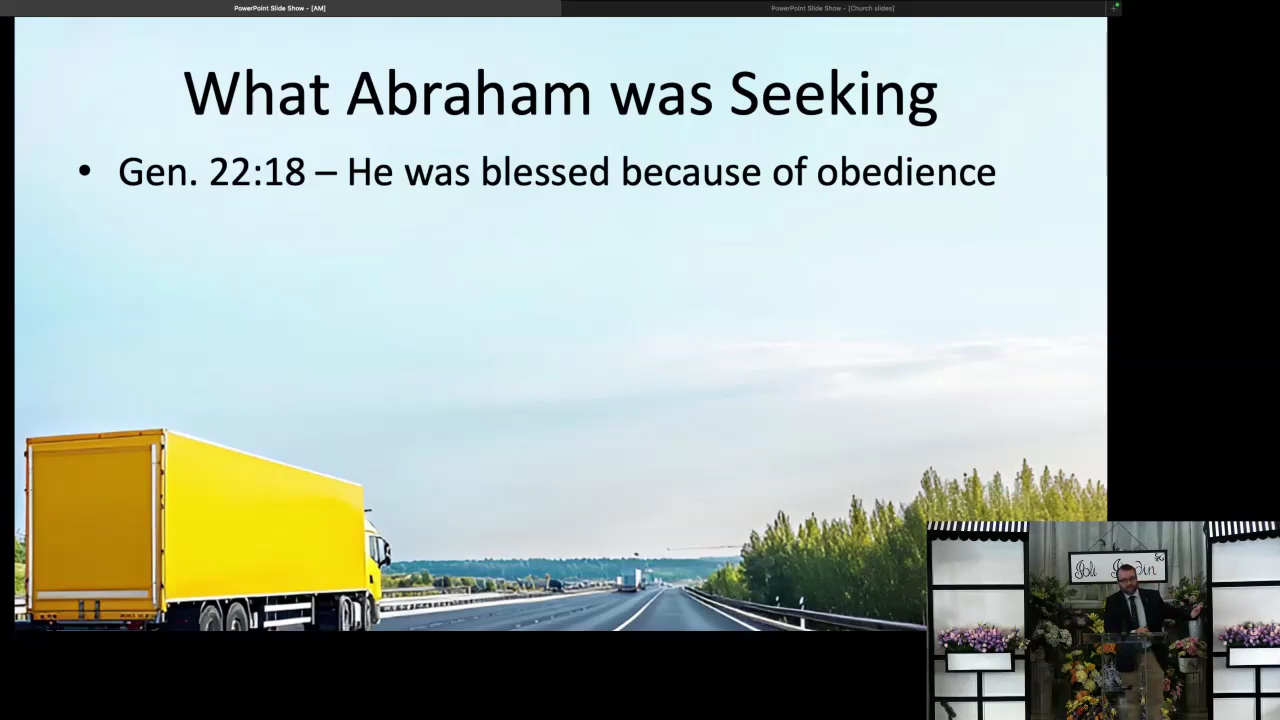 PowerPoint Slide Show - [AM]
PowerPoint Slide Show - [Church slides]
What Abraham was Seeking
• Gen. 22:18 – He was blessed because of obedience